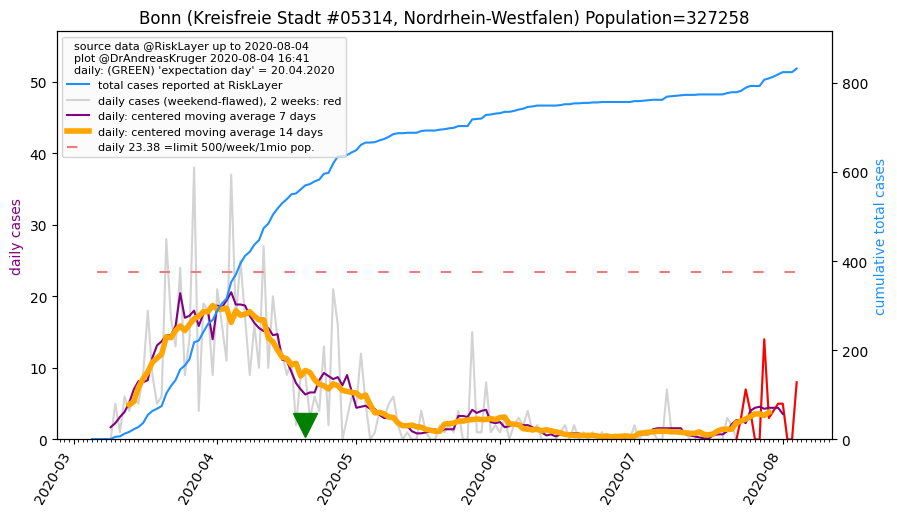 Bonn (Kreisfreie Stadt #05314, Nordrhein-Westfalen) Population=327258
source data @RiskLayer up to 2020-08-04
plot @DrAndreasKruger 2020-08-04 16:41
daily: (GREEN) 'expectation day' = 20.04.2020
total cases reported at RiskLayer
daily cases (weekend-flawed), 2 weeks: red
daily: centered moving average 7 days
daily: centered moving average 14 days
daily 23.38 =limit 500/week/1mio pop.
daily cases
50
40
30
20
10
0
cumulative total cases
800
600
400
200
0
2020-03
2020-04
2020-05
2020-06
2020-07
2020-08